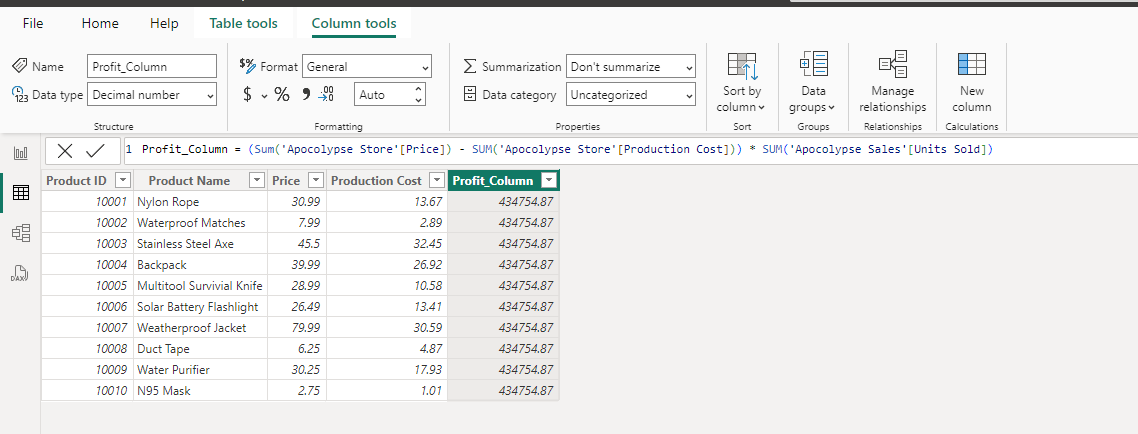 File Home Help Table tools Column tools
Name Profit_Column $% Format General Summarization Don't summarize
123 Data type Decimal number $ % 9 .00 →.0 Auto Data category Uncategorized
Sort by column Data groups Manage relationships New column
Structure Formatting Properties Sort Groups Relationships Calculations
1 Profit_Column = (Sum('Apocolypse Store'[Price]) - SUM('Apocolypse Store'[Production Cost])) * SUM('Apocolypse Sales'[Units Sold])
Product ID Product Name Price Production Cost Profit_Column
10001 Nylon Rope 30.99 13.67 434754.87
10002 Waterproof Matches 7.99 2.89 434754.87
10003 Stainless Steel Axe 45.5 32.45 434754.87
10004 Backpack 39.99 26.92 434754.87
10005 Multitool Survivial Knife 28.99 10.58 434754.87
10006 Solar Battery Flashlight 26.49 13.41 434754.87
10007 Weatherproof Jacket 79.99 30.59 434754.87
10008 Duct Tape 6.25 4.87 434754.87
10009 Water Purifier 30.25 17.93 434754.87
10010 N95 Mask 2.75 1.01 434754.87
DAX